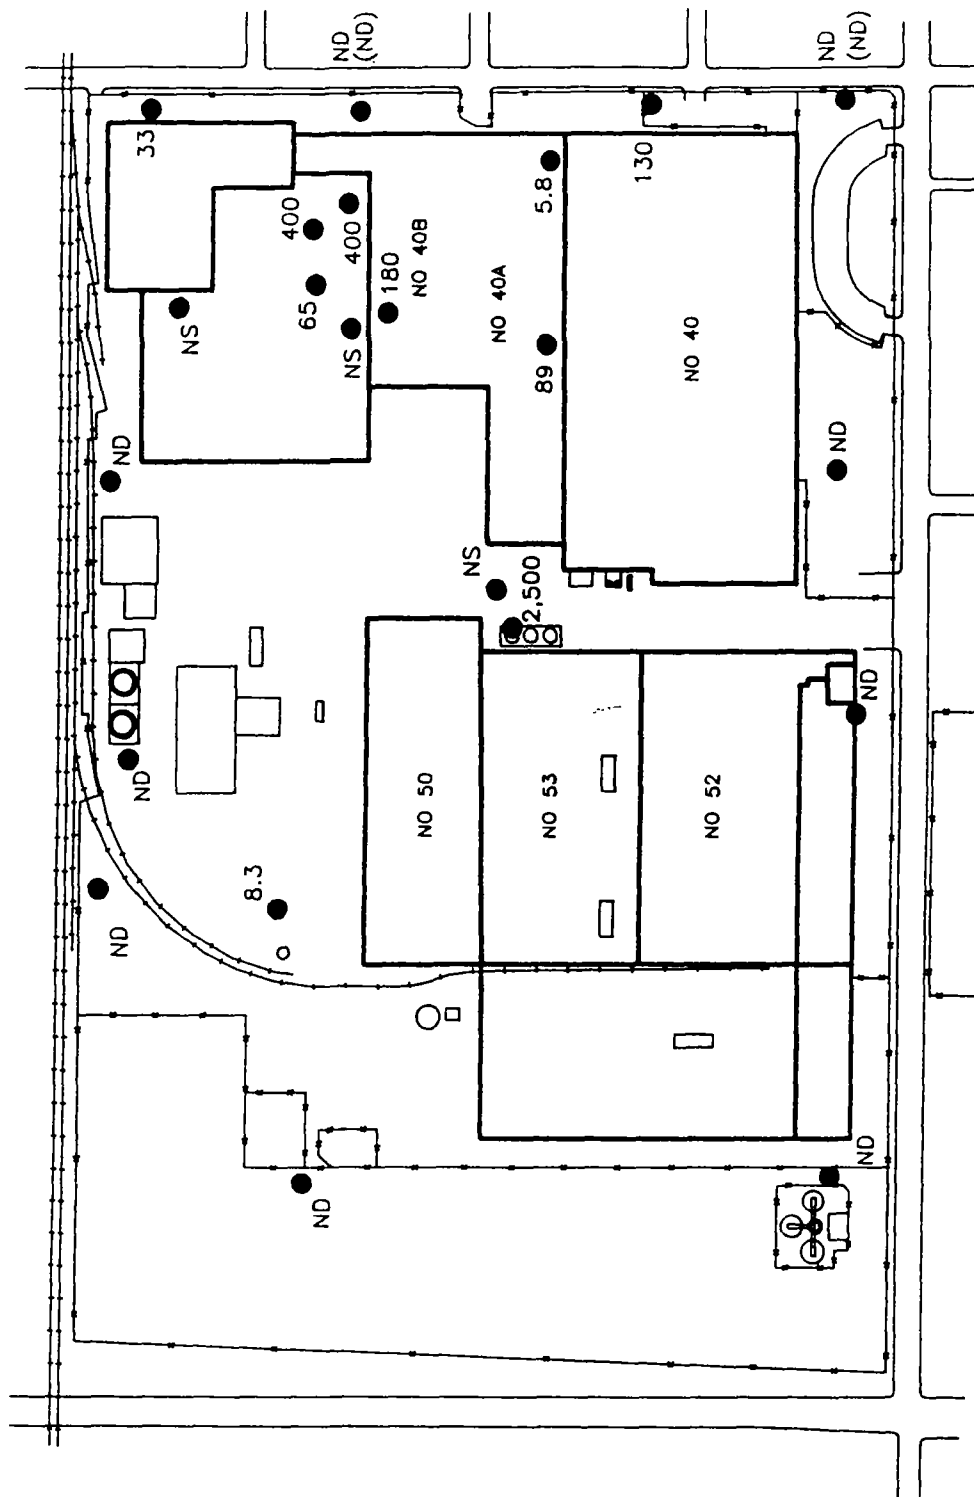 ND
(ND)
ND
(ND)
33
130
5.8
400
400
180
NO 40B
NO 40A
65
NS
NS
89
NO 40
ND
ND
NS
2,500
ND
ND
NO 50
NO 53
NO 52
8.3
ND
ND
ND